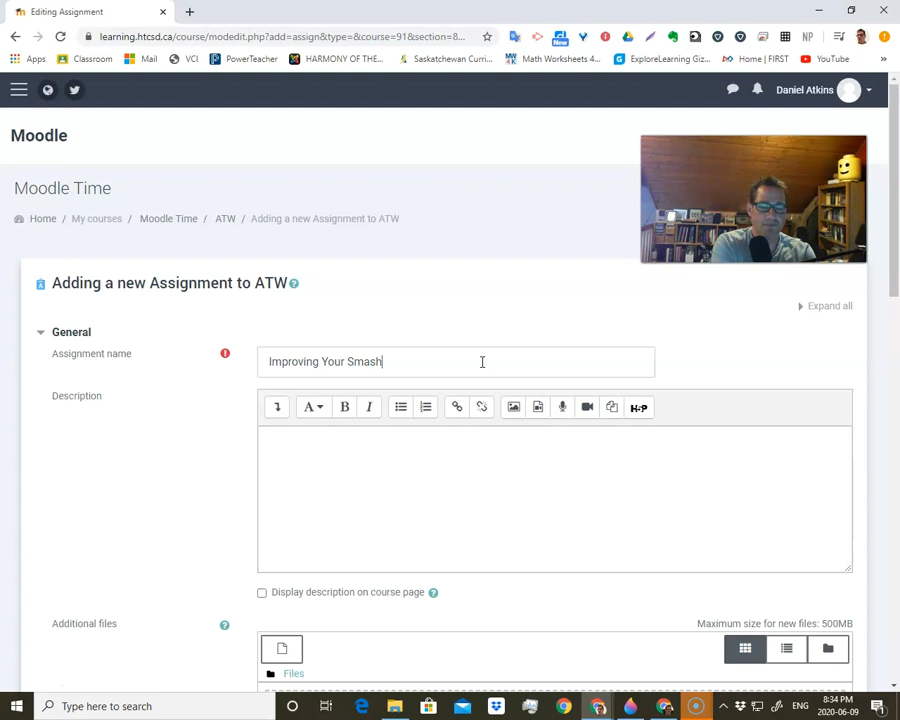 Editing Assignment
learning.htcsd.ca/course/modedit.php?add=assign&type=&course=91&section=8...
New
NP
Apps Classroom Mail VCI PowerTeacher HARMONY OF THE... Saskatchewan Curri... Math Worksheets 4... ExploreLearning Giz... Home | FIRST YouTube »
Daniel Atkins
Moodle
Moodle Time
Home / My courses / Moodle Time / ATW / Adding a new Assignment to ATW
Adding a new Assignment to ATW
Expand all
General
Assignment name
Improving Your Smash
Description
A B I H-P
Display description on course page
Additional files
Maximum size for new files: 500MB
Files
Type here to search
ENG
8:34 PM
2020-06-09